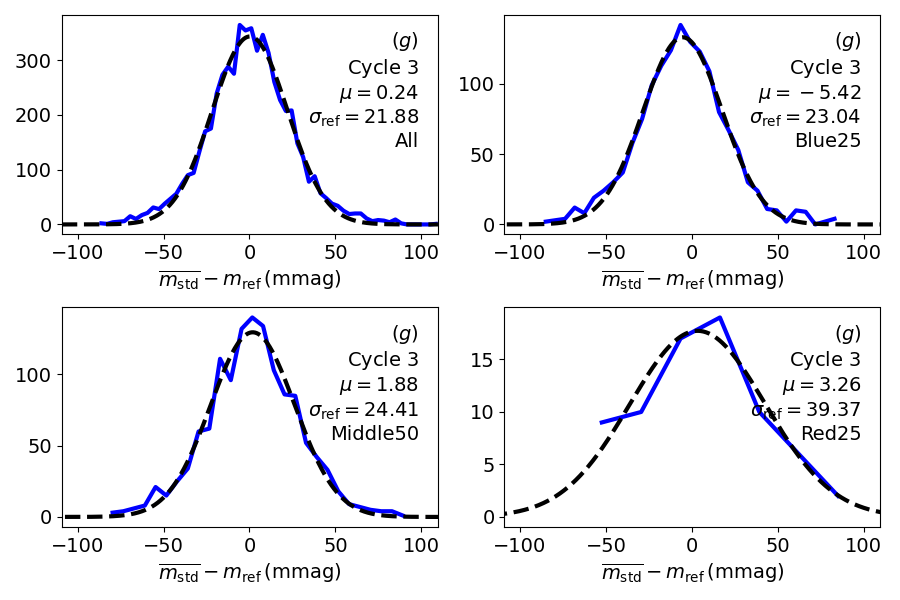 (g)
Cycle 3
μ = 0.24
σref = 21.88
All
300
200
100
0
−100 −50 0 50 100
m̅std − mref (mmag)
(g)
Cycle 3
μ = −5.42
σref = 23.04
Blue25
100
50
0
−100 −50 0 50 100
m̅std − mref (mmag)
(g)
Cycle 3
μ = 1.88
σref = 24.41
Middle50
100
50
0
−100 −50 0 50 100
m̅std − mref (mmag)
(g)
Cycle 3
μ = 3.26
σref = 39.37
Red25
15
10
5
0
−100 −50 0 50 100
m̅std − mref (mmag)